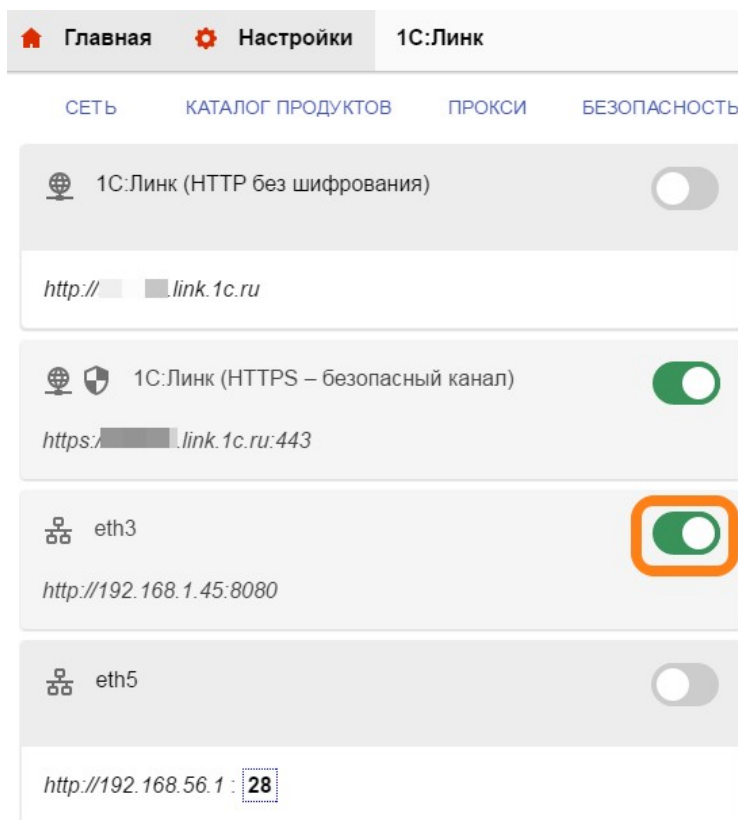 Главная Настройки 1С:Линк
СЕТЬ КАТАЛОГ ПРОДУКТОВ ПРОКСИ БЕЗОПАСНОСТЬ
1С:Линк (HTTP без шифрования)
http:// .link.1c.ru
1С:Линк (HTTPS – безопасный канал)
https:/ .link.1c.ru:443
eth3
http://192.168.1.45:8080
eth5
http://192.168.56.1 : 28